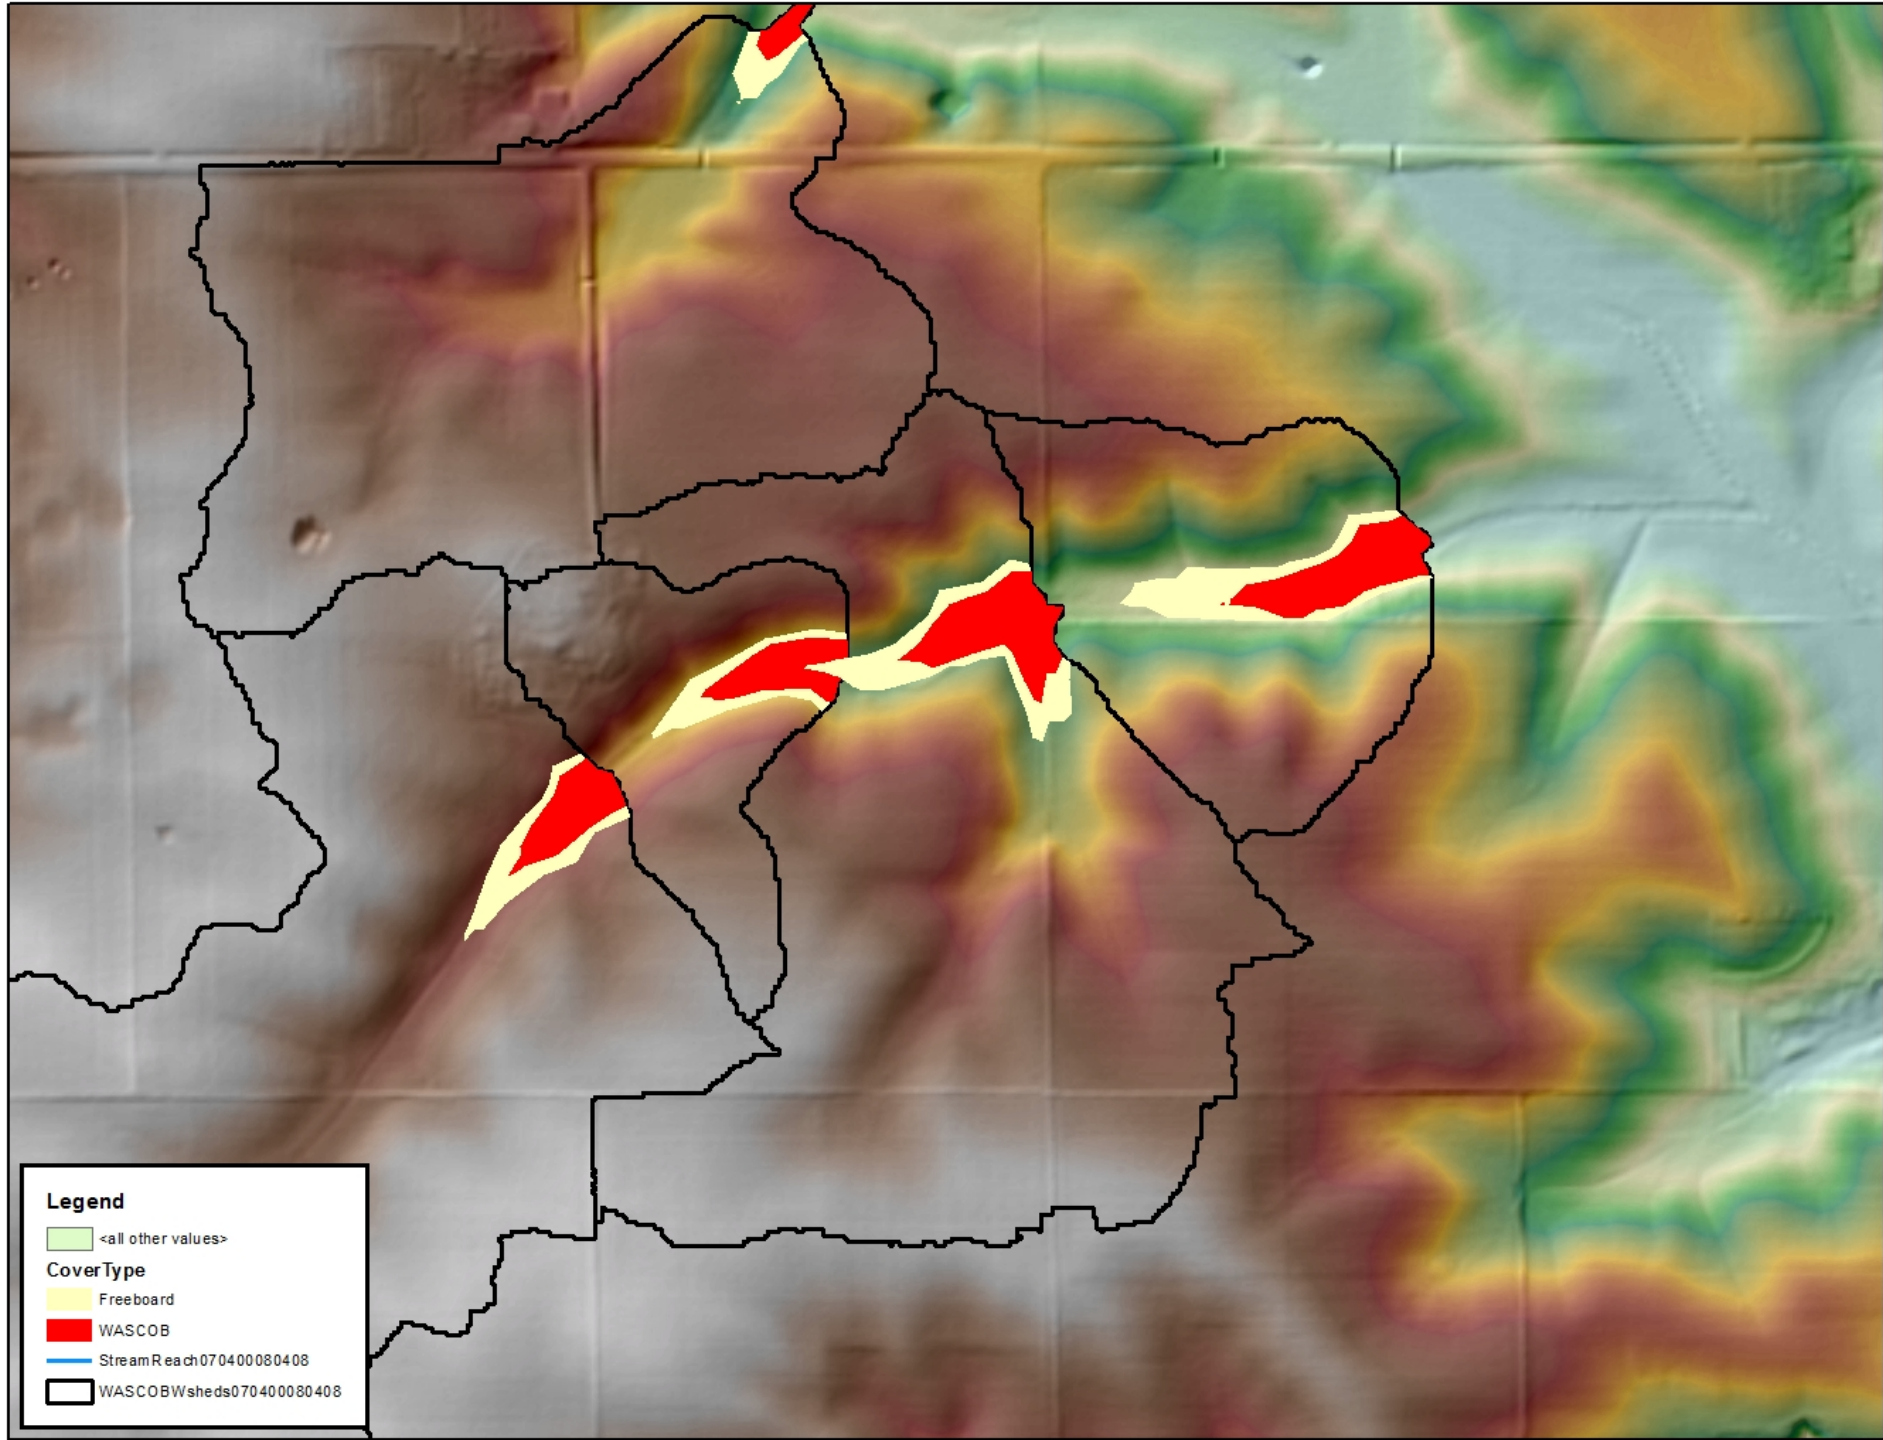 Legend
<all other values>
CoverType
Freeboard
WASCOB
StreamReach070400080408
WASCOBWsheds070400080408